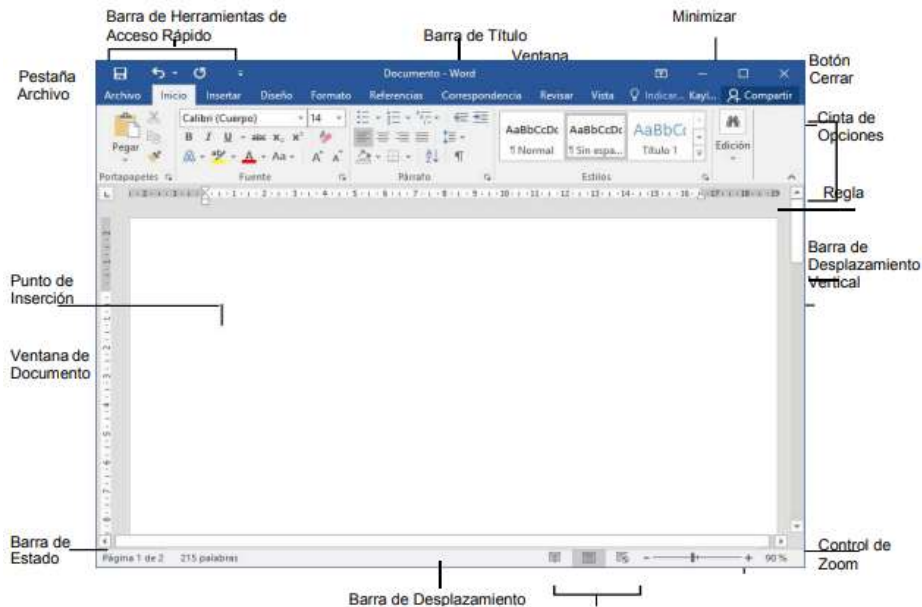 Barra de Herramientas de
Acceso Rápido
Minimizar
Barra de Título
Ventana
Botón
Cerrar
Pestaña
Archivo
Documento - Word
Archivo Inicio Insertar Diseño Formato Referencias Correspondencia Revisar Vista Indicar... Kayl... Compartir
Calibri (Cuerpo) 14
Pegar
AaBbCcDc AaBbCcDc AaBbCc
Edición
¶ Normal ¶ Sin espa... Título 1
Portapapeles Fuente Párrafo Estilos
Cinta de
Opciones
Regla
Barra de
Desplazamiento
Vertical
Punto de
Inserción
Ventana de
Documento
Barra de
Estado
Página 1 de 2 215 palabras
90 %
Control de
Zoom
Barra de Desplazamiento